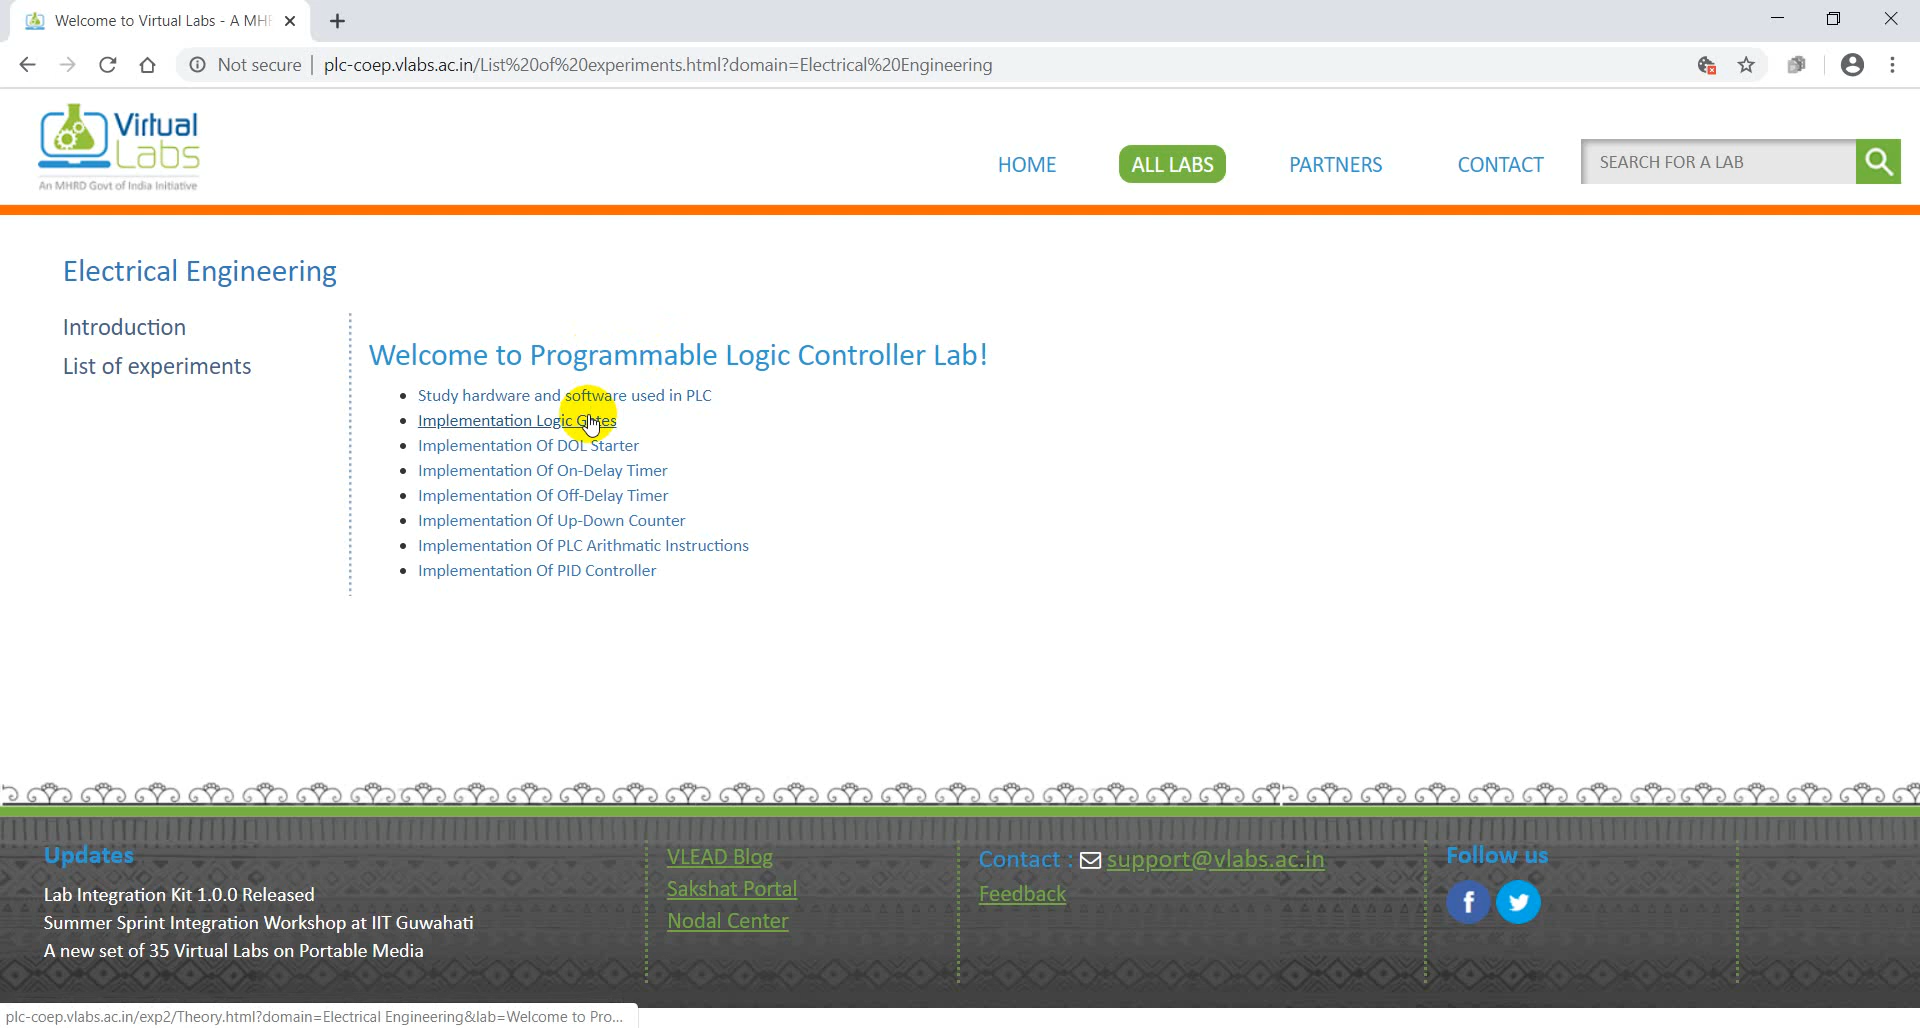 Welcome to Virtual Labs - A MH
Not secure | plc-coep.vlabs.ac.in/List%20of%20experiments.html?domain=Electrical%20Engineering
Virtual
Labs
An MHRD Govt of India Initiative
HOME
ALL LABS
PARTNERS
CONTACT
SEARCH FOR A LAB
Electrical Engineering
Introduction
List of experiments
Welcome to Programmable Logic Controller Lab!
Study hardware and software used in PLC
Implementation Logic Gates
Implementation Of DOL Starter
Implementation Of On-Delay Timer
Implementation Of Off-Delay Timer
Implementation Of Up-Down Counter
Implementation Of PLC Arithmatic Instructions
Implementation Of PID Controller
Updates
Lab Integration Kit 1.0.0 Released
Summer Sprint Integration Workshop at IIT Guwahati
A new set of 35 Virtual Labs on Portable Media
VLEAD Blog
Sakshat Portal
Nodal Center
Contact : support@vlabs.ac.in
Feedback
Follow us
plc-coep.vlabs.ac.in/exp2/Theory.html?domain=Electrical Engineering&lab=Welcome to Pro...